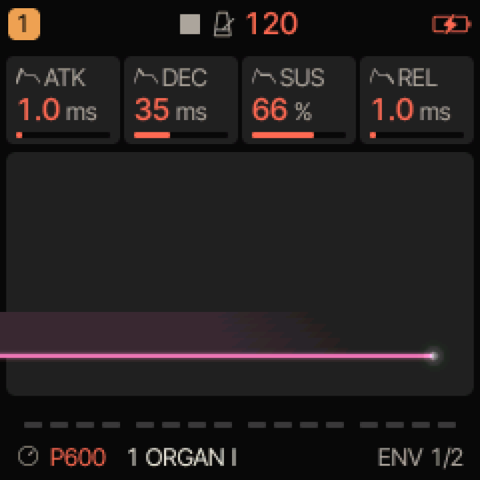 1 120
ATK DEC SUS REL
1.0 ms 35 ms 66 % 1.0 ms
P600 1 ORGAN I ENV 1/2